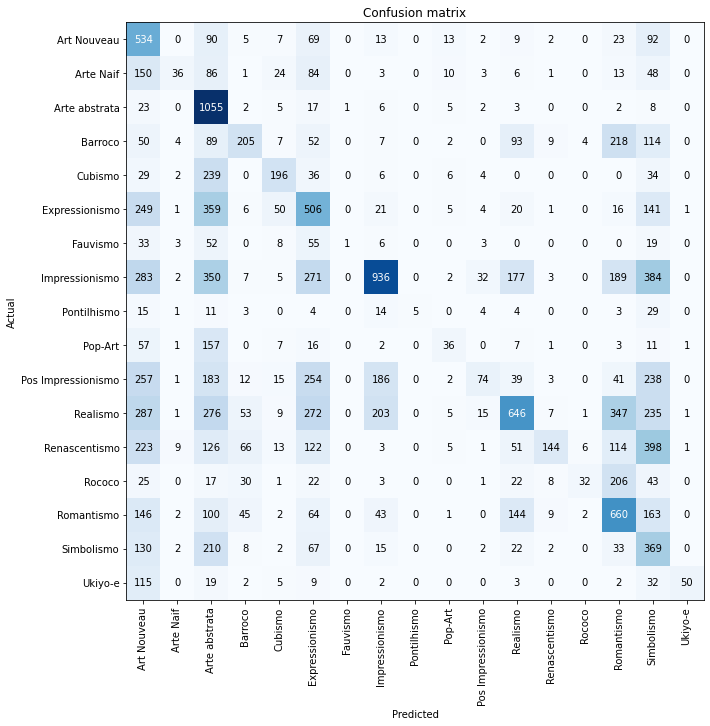 Confusion matrix
Actual
Art Nouveau 534 0 90 5 7 69 0 13 0 13 2 9 2 0 23 92 0
Arte Naif 150 36 86 1 24 84 0 3 0 10 3 6 1 0 13 48 0
Arte abstrata 23 0 1055 2 5 17 1 6 0 5 2 3 0 0 2 8 0
Barroco 50 4 89 205 7 52 0 7 0 2 0 93 9 4 218 114 0
Cubismo 29 2 239 0 196 36 0 6 0 6 4 0 0 0 0 34 0
Expressionismo 249 1 359 6 50 506 0 21 0 5 4 20 1 0 16 141 1
Fauvismo 33 3 52 0 8 55 1 6 0 0 3 0 0 0 0 19 0
Impressionismo 283 2 350 7 5 271 0 936 0 2 32 177 3 0 189 384 0
Pontilhismo 15 1 11 3 0 4 0 14 5 0 4 4 0 0 3 29 0
Pop-Art 57 1 157 0 7 16 0 2 0 36 0 7 1 0 3 11 1
Pos Impressionismo 257 1 183 12 15 254 0 186 0 2 74 39 3 0 41 238 0
Realismo 287 1 276 53 9 272 0 203 0 5 15 646 7 1 347 235 1
Renascentismo 223 9 126 66 13 122 0 3 0 5 1 51 144 6 114 398 1
Rococo 25 0 17 30 1 22 0 3 0 0 1 22 8 32 206 43 0
Romantismo 146 2 100 45 2 64 0 43 0 1 0 144 9 2 660 163 0
Simbolismo 130 2 210 8 2 67 0 15 0 0 2 22 2 0 33 369 0
Ukiyo-e 115 0 19 2 5 9 0 2 0 0 0 3 0 0 2 32 50
Art Nouveau
Arte Naif
Arte abstrata
Barroco
Cubismo
Expressionismo
Fauvismo
Impressionismo
Pontilhismo
Pop-Art
Pos Impressionismo
Realismo
Renascentismo
Rococo
Romantismo
Simbolismo
Ukiyo-e
Predicted